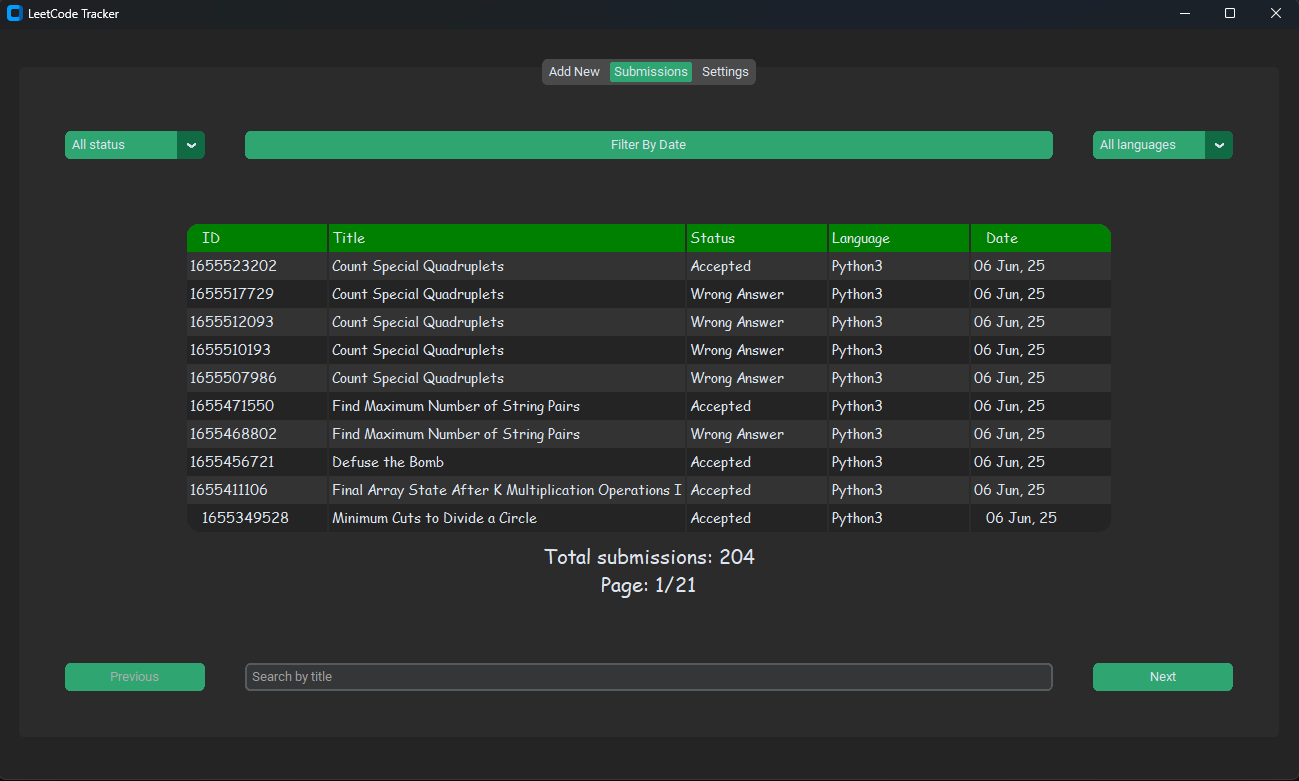 LeetCode Tracker
Add New Submissions Settings
All status Filter By Date All languages
ID Title Status Language Date
1655523202 Count Special Quadruplets Accepted Python3 06 Jun, 25
1655517729 Count Special Quadruplets Wrong Answer Python3 06 Jun, 25
1655512093 Count Special Quadruplets Wrong Answer Python3 06 Jun, 25
1655510193 Count Special Quadruplets Wrong Answer Python3 06 Jun, 25
1655507986 Count Special Quadruplets Wrong Answer Python3 06 Jun, 25
1655471550 Find Maximum Number of String Pairs Accepted Python3 06 Jun, 25
1655468802 Find Maximum Number of String Pairs Wrong Answer Python3 06 Jun, 25
1655456721 Defuse the Bomb Accepted Python3 06 Jun, 25
1655411106 Final Array State After K Multiplication Operations I Accepted Python3 06 Jun, 25
1655349528 Minimum Cuts to Divide a Circle Accepted Python3 06 Jun, 25
Total submissions: 204
Page: 1/21
Previous Search by title Next